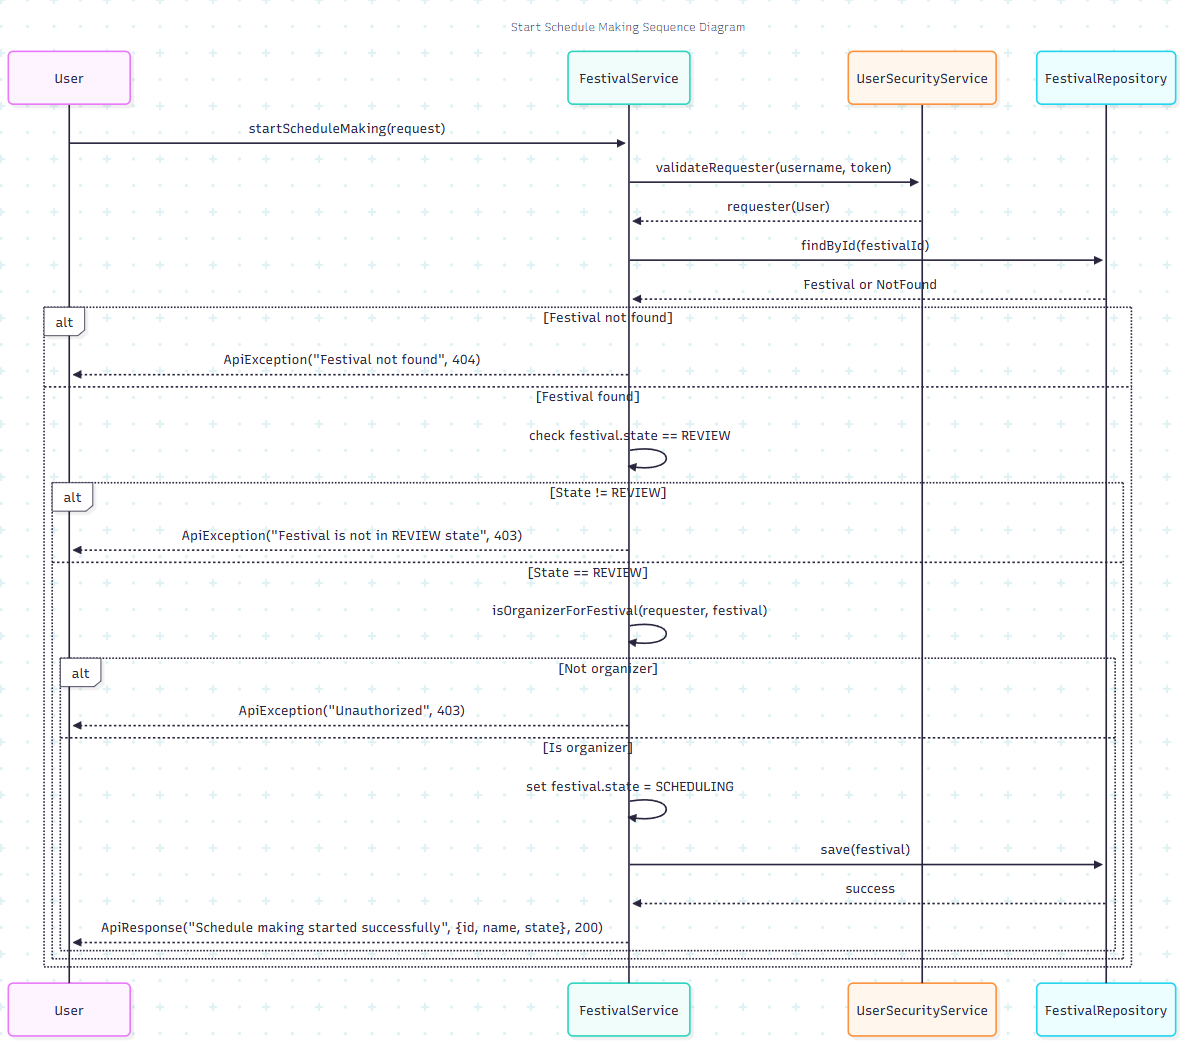 Start Schedule Making Sequence Diagram
User
FestivalService
UserSecurityService
FestivalRepository
startScheduleMaking(request)
validateRequester(username, token)
requester(User)
findById(festivalId)
Festival or NotFound
alt
[Festival not found]
ApiException("Festival not found", 404)
[Festival found]
check festival.state == REVIEW
alt
[State != REVIEW]
ApiException("Festival is not in REVIEW state", 403)
[State == REVIEW]
isOrganizerForFestival(requester, festival)
alt
[Not organizer]
ApiException("Unauthorized", 403)
[Is organizer]
set festival.state = SCHEDULING
save(festival)
success
ApiResponse("Schedule making started successfully", {id, name, state}, 200)
User
FestivalService
UserSecurityService
FestivalRepository